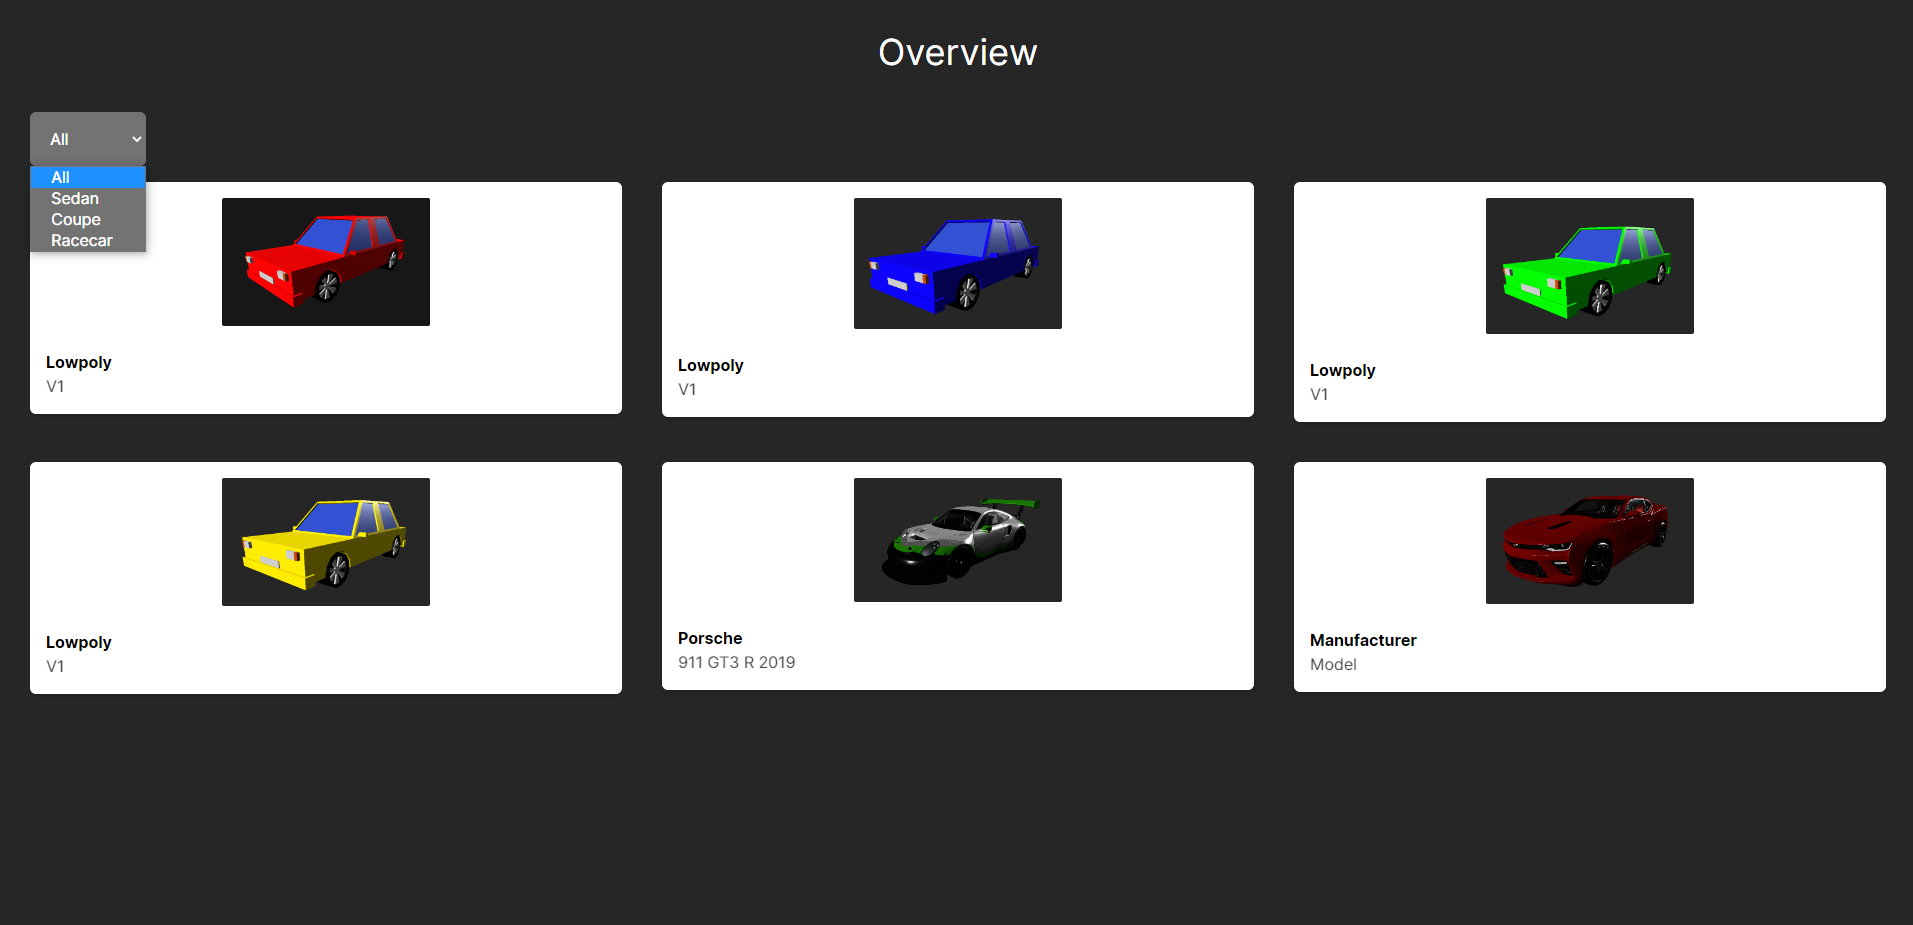 Overview
All
All
Sedan
Coupe
Racecar
Lowpoly
V1
Lowpoly
V1
Lowpoly
V1
Lowpoly
V1
Porsche
911 GT3 R 2019
Manufacturer
Model